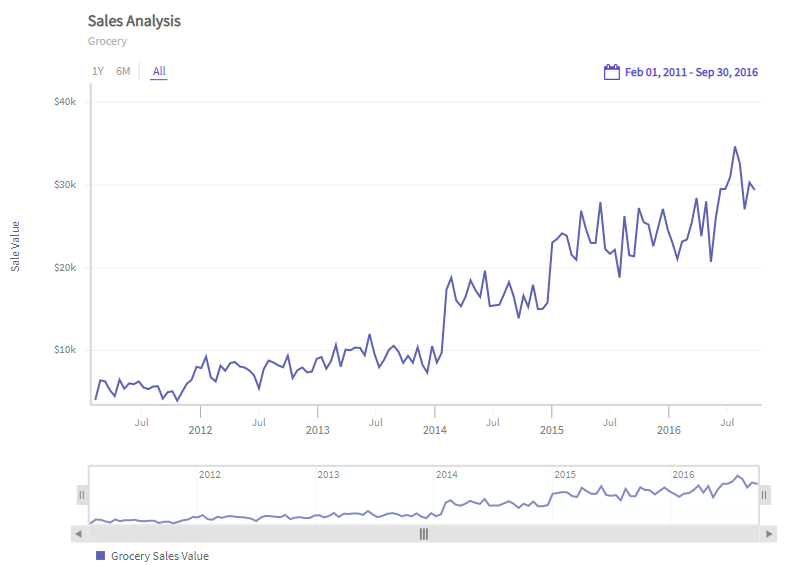 Sales Analysis
Grocery
1Y 6M All
Feb 01, 2011 - Sep 30, 2016
$40k
$30k
$20k
$10k
Sale Value
Jul 2012 Jul 2013 Jul 2014 Jul 2015 Jul 2016 Jul
2012 2013 2014 2015 2016
Grocery Sales Value